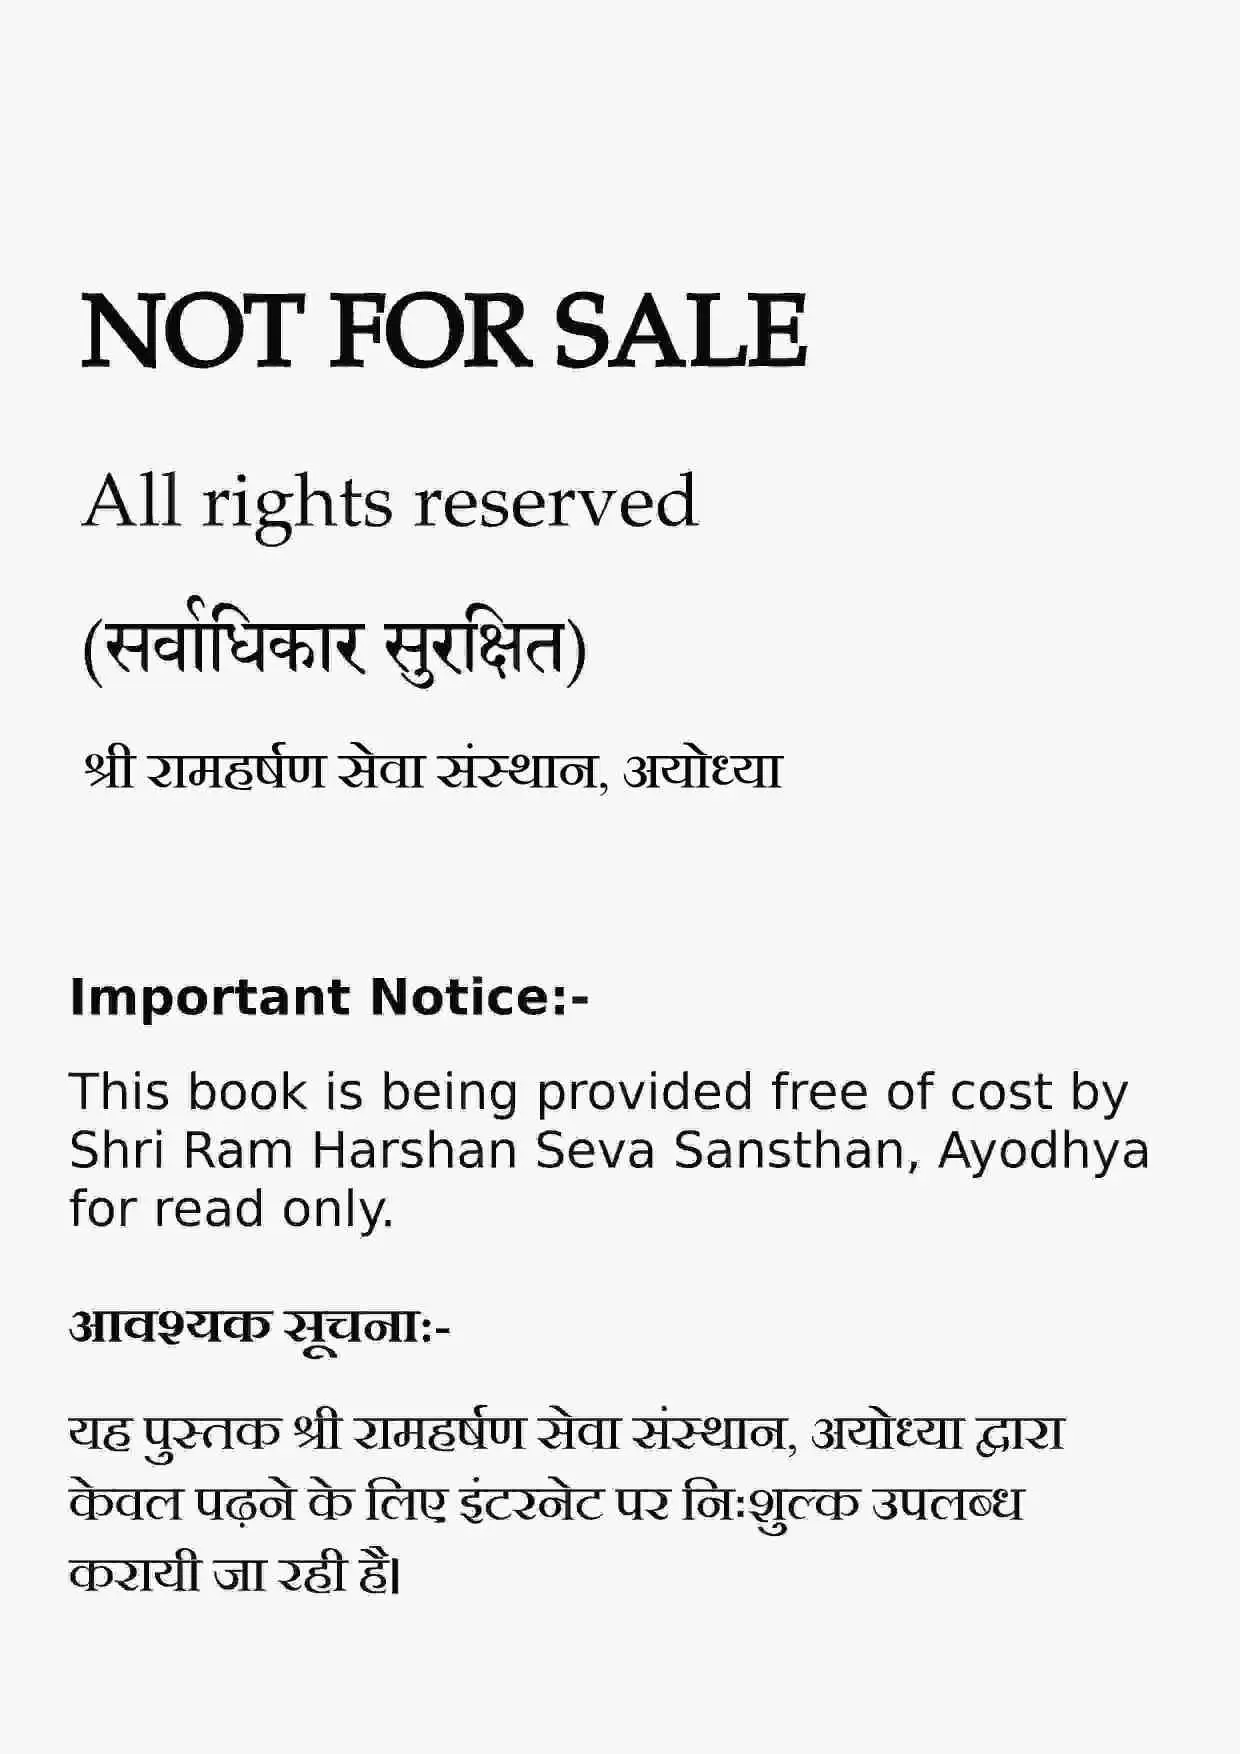 NOT FOR SALE
All rights reserved
(सर्वाधिकार सुरक्षित)
श्री रामहर्षण सेवा संस्थान, अयोध्या
Important Notice:-
This book is being provided free of cost by
Shri Ram Harshan Seva Sansthan, Ayodhya
for read only.
आवश्यक सूचना:-
यह पुस्तक श्री रामहर्षण सेवा संस्थान, अयोध्या द्वारा
केवल पढ़ने के लिए इंटरनेट पर निःशुल्क उपलब्ध
करायी जा रही है।